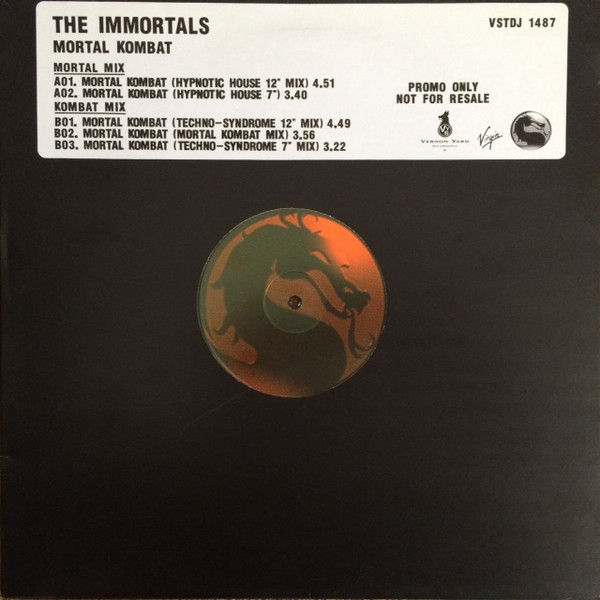 THE IMMORTALS
VSTDJ 1487
MORTAL KOMBAT
MORTAL MIX
A01. MORTAL KOMBAT (HYPNOTIC HOUSE 12" MIX) 4.51
A02. MORTAL KOMBAT (HYPNOTIC HOUSE 7") 3.40
KOMBAT MIX
B01. MORTAL KOMBAT (TECHNO-SYNDROME 12" MIX) 4.49
B02. MORTAL KOMBAT (MORTAL KOMBAT MIX) 3.56
B03. MORTAL KOMBAT (TECHNO-SYNDROME 7" MIX) 3.22
PROMO ONLY
NOT FOR RESALE
VERNON YARD
Virgin